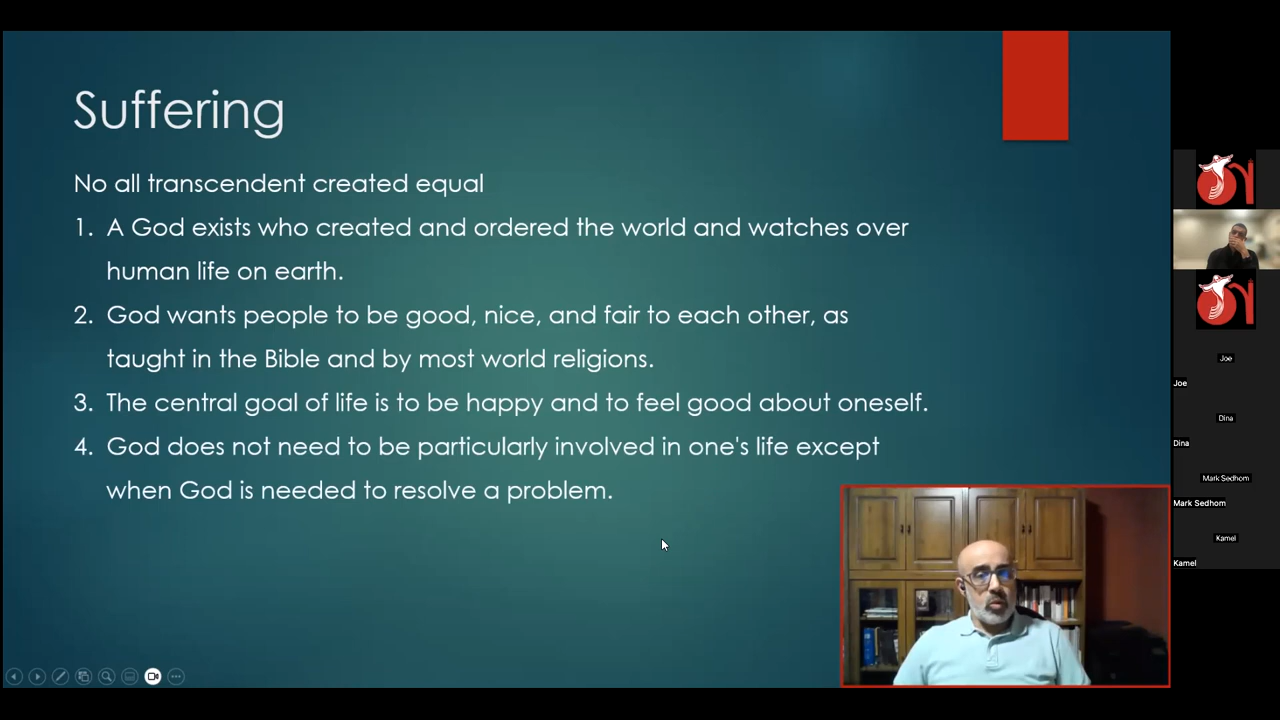 Suffering
No all transcendent created equal
1. A God exists who created and ordered the world and watches over
human life on earth.
2. God wants people to be good, nice, and fair to each other, as
taught in the Bible and by most world religions.
3. The central goal of life is to be happy and to feel good about oneself.
4. God does not need to be particularly involved in one's life except
when God is needed to resolve a problem.
Joe
Joe
Dina
Dina
Mark Sedhom
Mark Sedhom
Kamel
Kamel